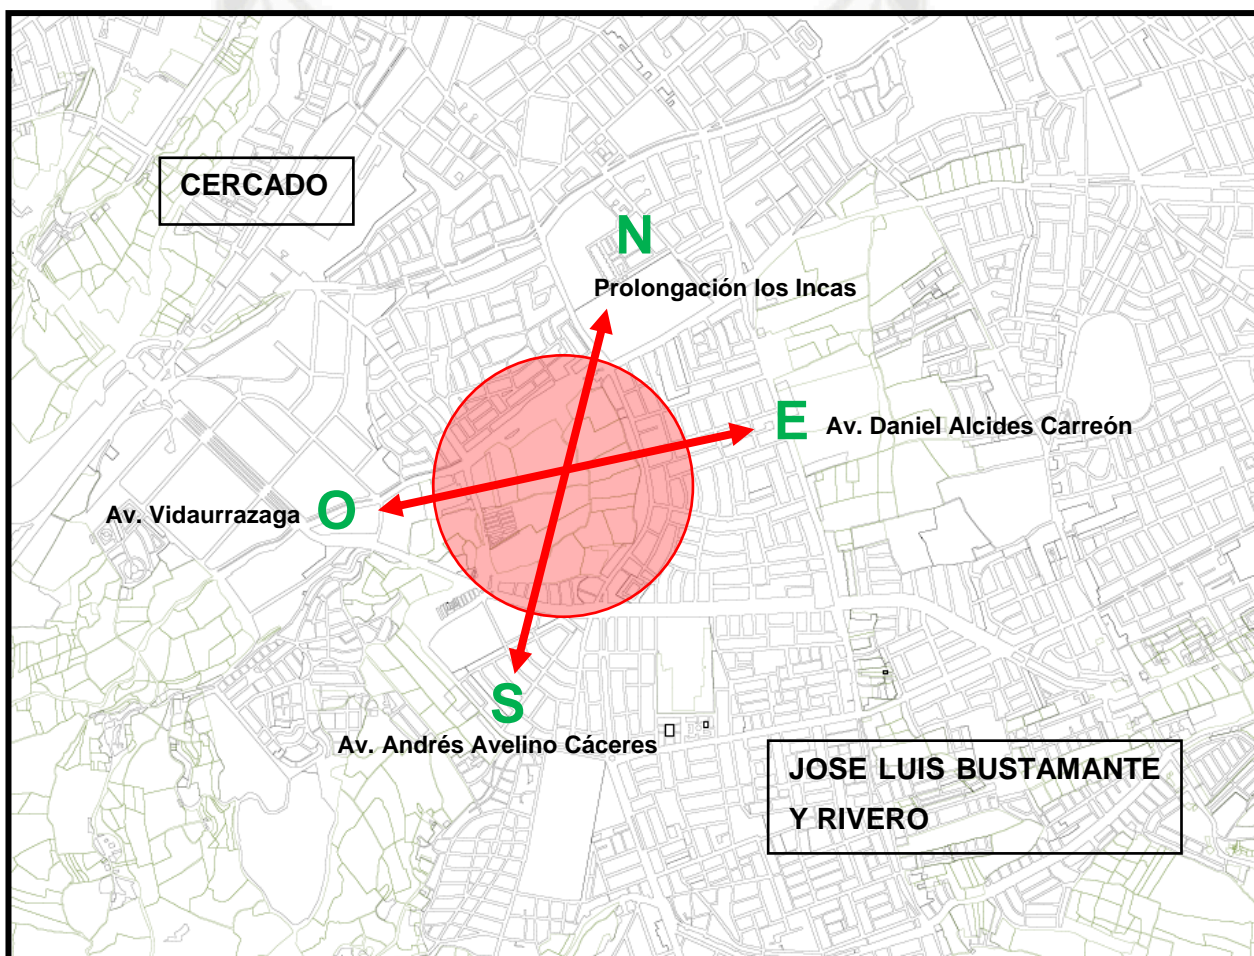 CERCADO
N
Prolongación los Incas
E
Av. Daniel Alcides Carreón
Av. Vidaurrazaga
O
S
Av. Andrés Avelino Cáceres
JOSE LUIS BUSTAMANTE
Y RIVERO